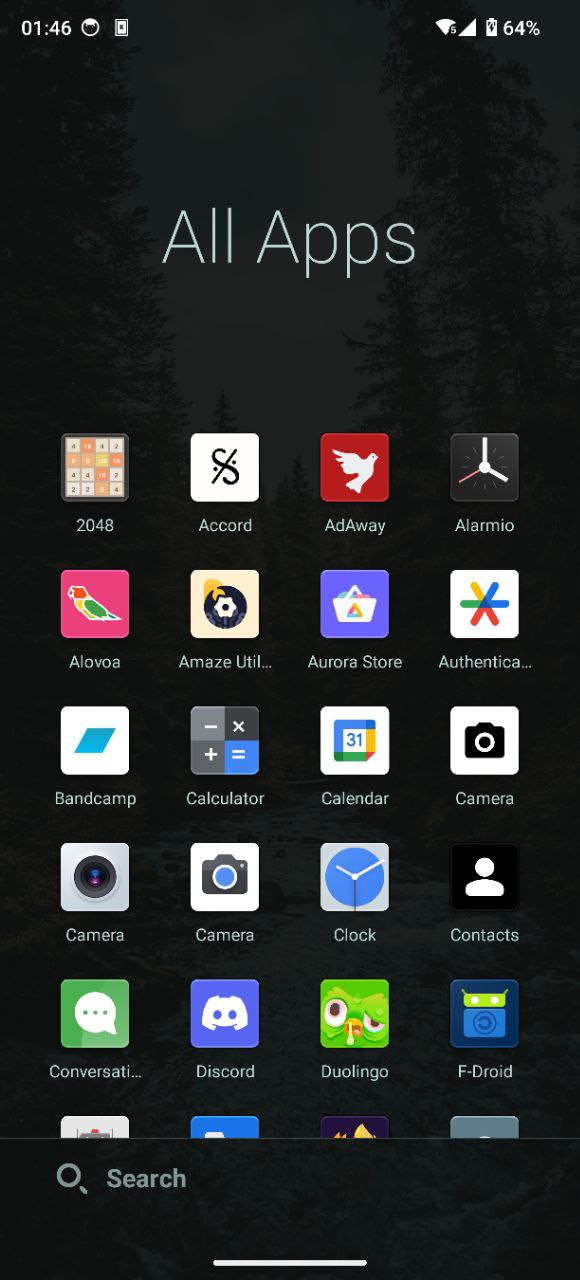 01:46 5 64%
All Apps
2048 Accord AdAway Alarmio
Alovoa Amaze Util... Aurora Store Authentica...
31
Bandcamp Calculator Calendar Camera
Camera Camera Clock Contacts
Conversati... Discord Duolingo F-Droid
Search